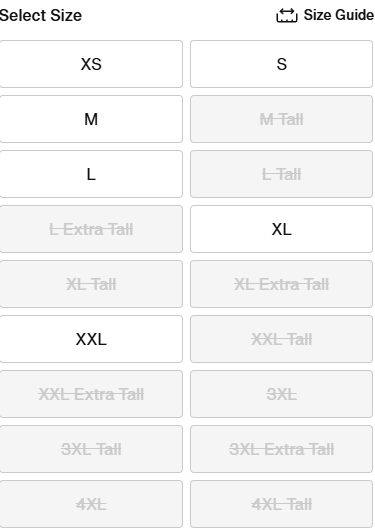 Select Size Size Guide
XS S
M M Tall
L L Tall
L Extra Tall XL
XL Tall XL Extra Tall
XXL XXL Tall
XXL Extra Tall 3XL
3XL Tall 3XL Extra Tall
4XL 4XL Tall